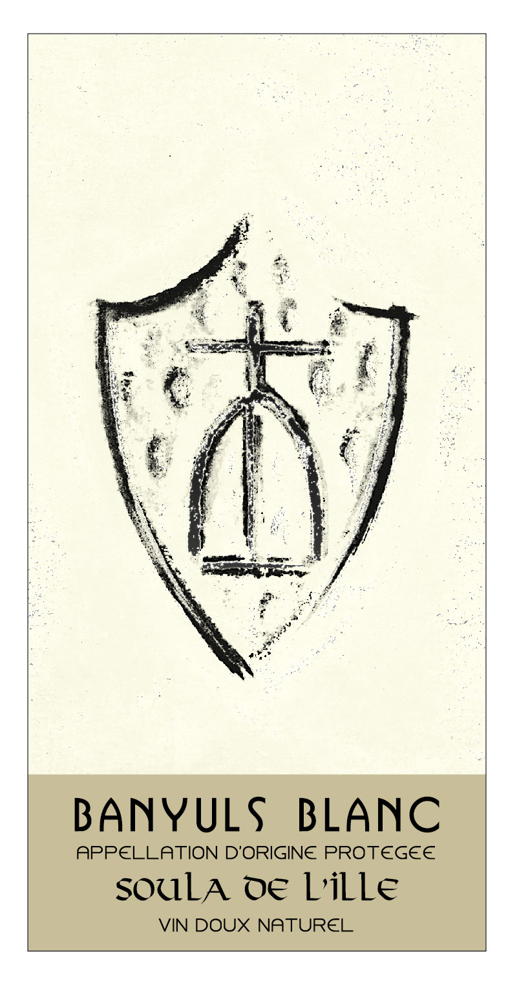 BANYULS BLANC
APPELLATION D'ORIGINE PROTEGEE
SOULA DE L'ILLE
VIN DOUX NATUREL